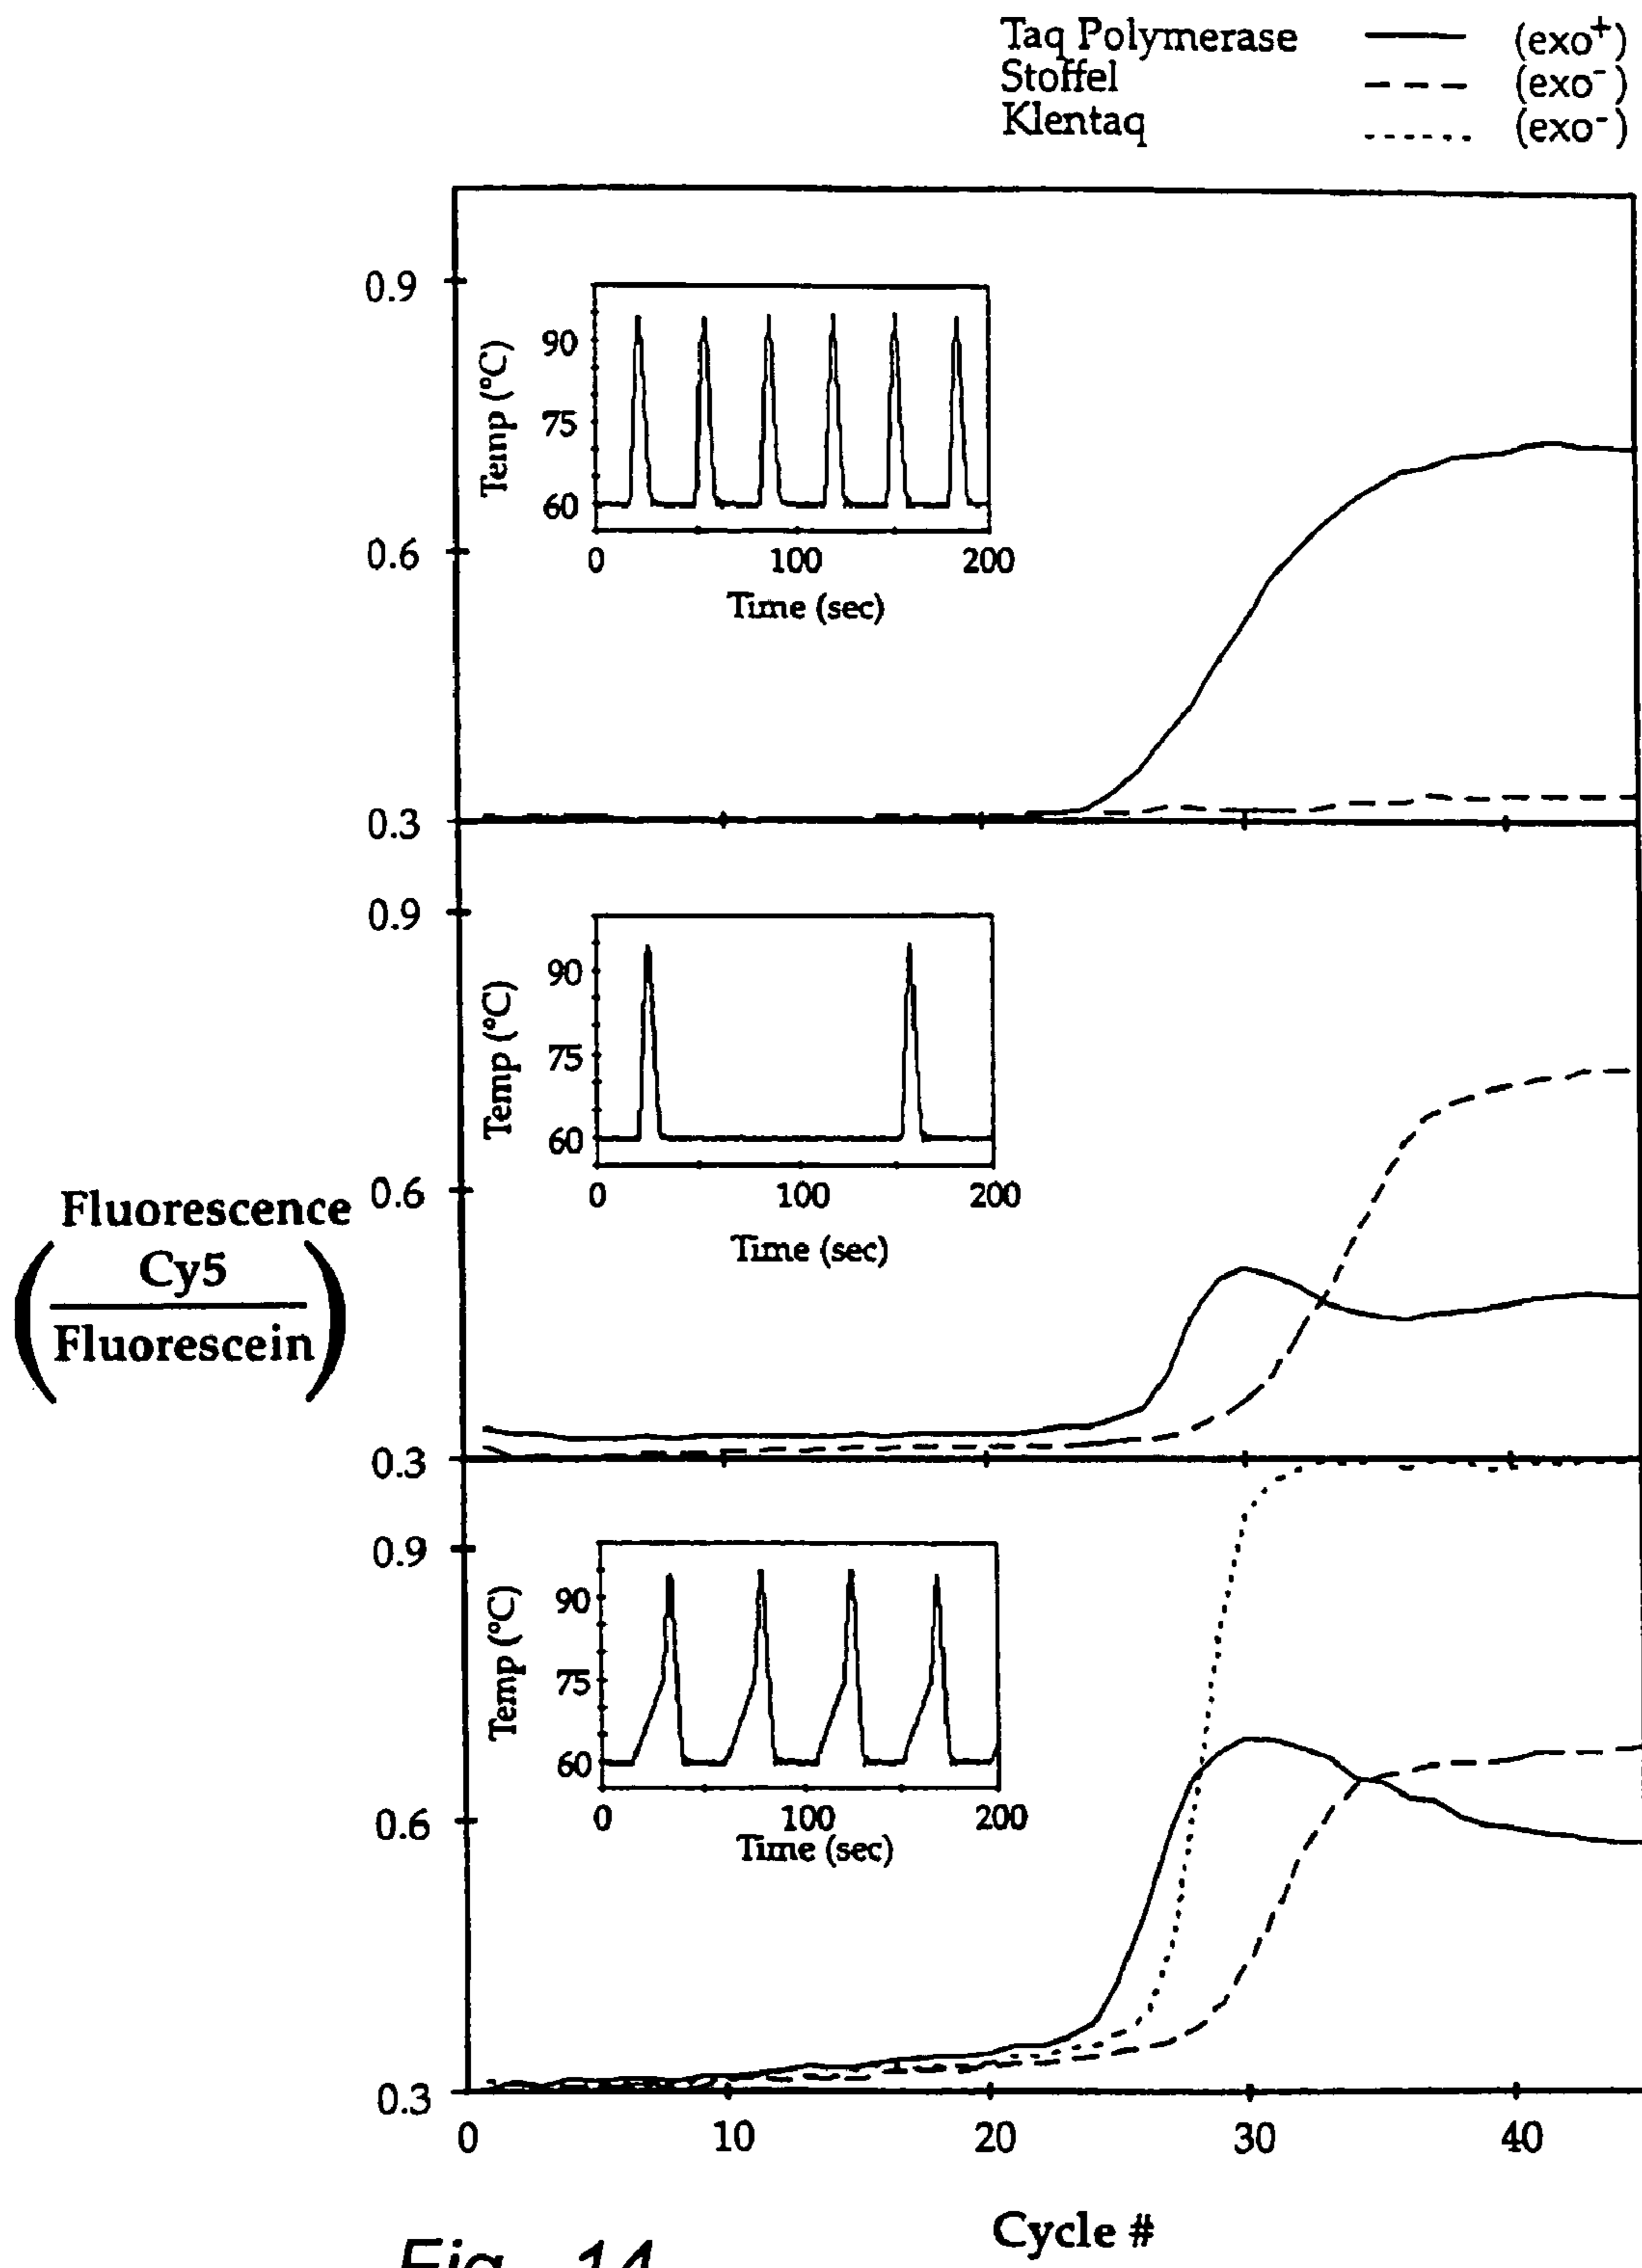 Taq Polymerase (exo+)
Stoffel (exo-)
Klentaq (exo-)
0.9
90
75
60
Temp (°C)
0.6
0 100 200
Time (sec)
0.3
0.9
90
75
60
Temp (°C)
0.6
0 100 200
Time (sec)
Fluorescence
( Cy5
Fluorescein )
0.3
0.9
90
75
60
Temp (°C)
0.6
0 100 200
Time (sec)
0.3
0 10 20 30 40
Cycle #
Fig. 14